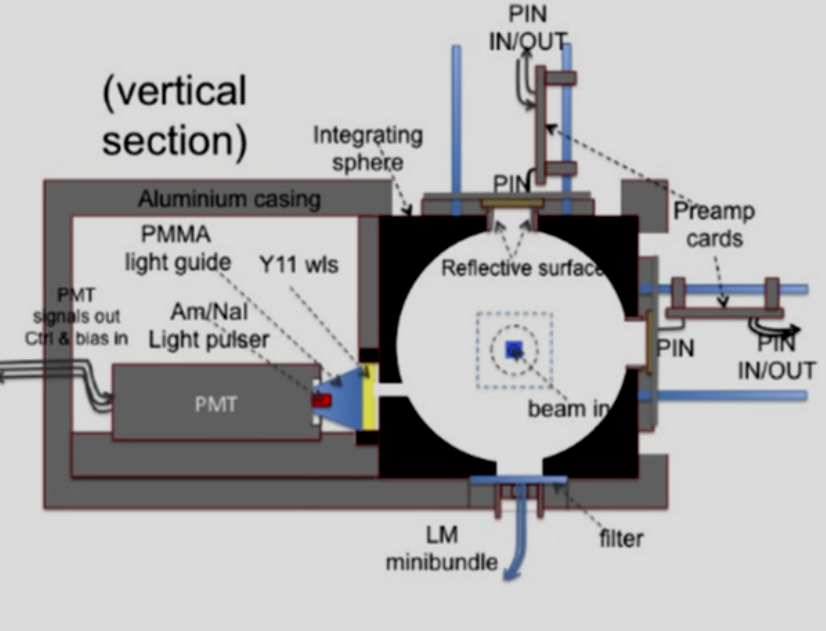 PIN
IN/OUT
(vertical
section)
Integrating
sphere
PIN
Aluminium casing
Preamp
cards
PMMA
light guide
Y11 wls
Reflective surface
PMT
signals out
Ctrl & bias in
Am/NaI
Light pulser
PIN
PIN
IN/OUT
PMT
beam in
LM
minibundle
filter